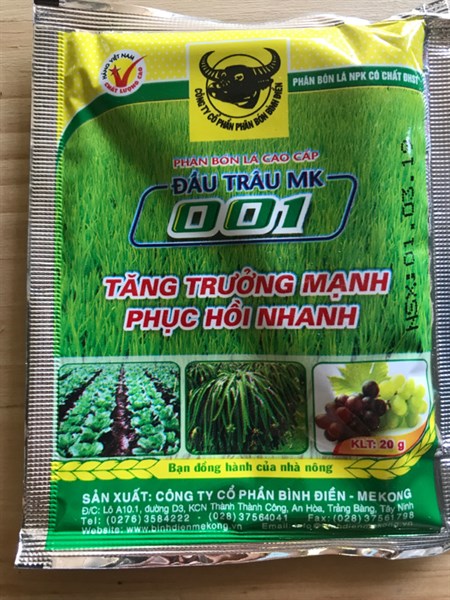 HÀNG VIỆT NAM
CHẤT LƯỢNG CAO
CÔNG TY CỔ PHẦN PHÂN BÓN BÌNH ĐIỀN
PHÂN BÓN LÁ NPK CÓ CHẤT ĐHST
PHÂN BÓN LÁ CAO CẤP
ĐẦU TRÂU MK
001
NSX:01.03.19
TĂNG TRƯỞNG MẠNH
PHỤC HỒI NHANH
KLT: 20 g
Bạn đồng hành của nhà nông
SẢN XUẤT: CÔNG TY CỔ PHẦN BÌNH ĐIỀN - MEKONG
Đ/C: Lô A10.1, đường D3, KCN Thành Thành Công, An Hòa, Trảng Bàng, Tây Ninh
Tel: (0276) 3584222 - (028) 37564041 Fax: (028) 37561798
Website: www.binhdienmekong.vn